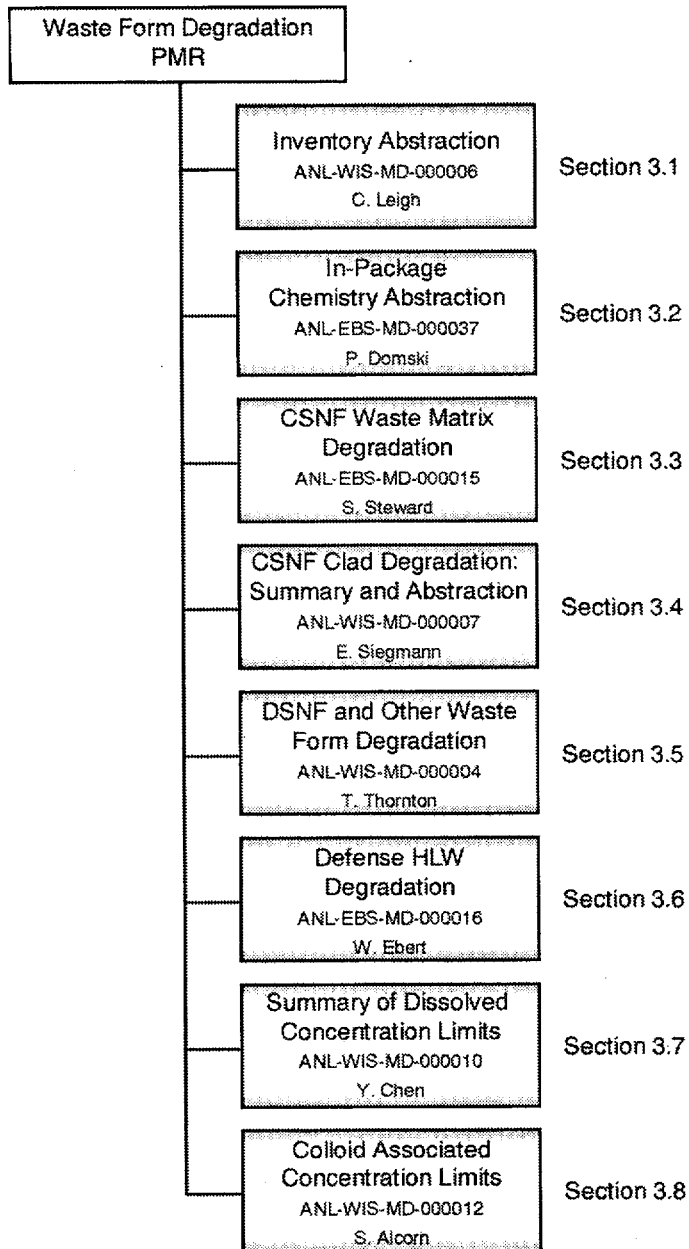 Waste Form Degradation
PMR
Inventory Abstraction
ANL-WIS-MD-000006
C. Leigh
Section 3.1
In-Package
Chemistry Abstraction
ANL-EBS-MD-000037
P. Domski
Section 3.2
CSNF Waste Matrix
Degradation
ANL-EBS-MD-000015
S. Steward
Section 3.3
CSNF Clad Degradation:
Summary and Abstraction
ANL-WIS-MD-000007
E. Siegmann
Section 3.4
DSNF and Other Waste
Form Degradation
ANL-WIS-MD-000004
T. Thornton
Section 3.5
Defense HLW
Degradation
ANL-EBS-MD-000016
W. Ebert
Section 3.6
Summary of Dissolved
Concentration Limits
ANL-WIS-MD-000010
Y. Chen
Section 3.7
Colloid Associated
Concentration Limits
ANL-WIS-MD-000012
S. Alcorn
Section 3.8